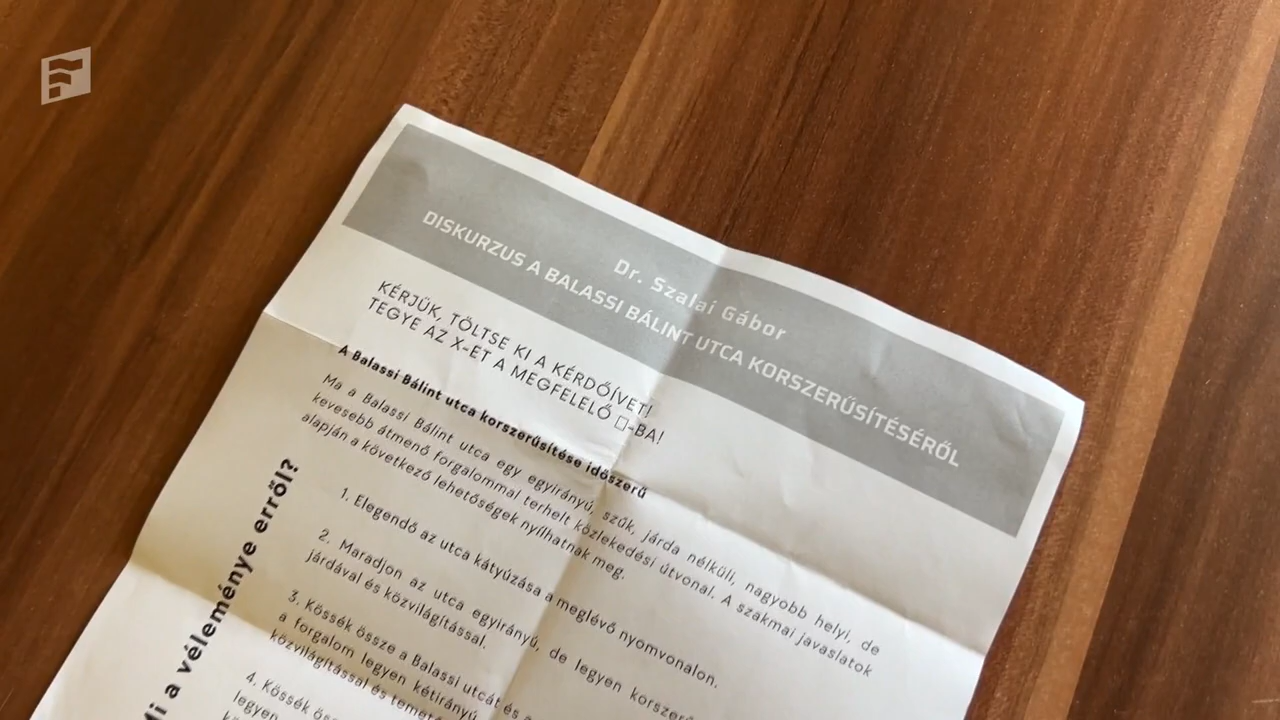 Dr. Szalai Gábor
DISKURZUS A BALASSI BÁLINT UTCA KORSZERŰSÍTÉSÉRŐL
KÉRJÜK, TÖLTSE KI A KÉRDŐÍVET!
TEGYE AZ X-ET A MEGFELELŐ □-BA!
A Balassi Bálint utca korszerűsítése időszerű
Ma a Balassi Bálint utca egy egyirányú, szűk, járda nélküli, nagyobb helyi, de
kevesebb átmenő forgalommal terhelt közlekedési útvonal. A szakmai javaslatok
alapján a következő lehetőségek nyílhatnak meg.
1. Elegendő az utca kátyúzása a meglévő nyomvonalon.
2. Maradjon az utca egyirányú, de legyen
járdával és közvilágítással.
3. Kössék össze a Balassi utcát és a
a forgalom legyen kétirányú
közvilágítással és
4. Kössék
legyen
a véleménye erről?